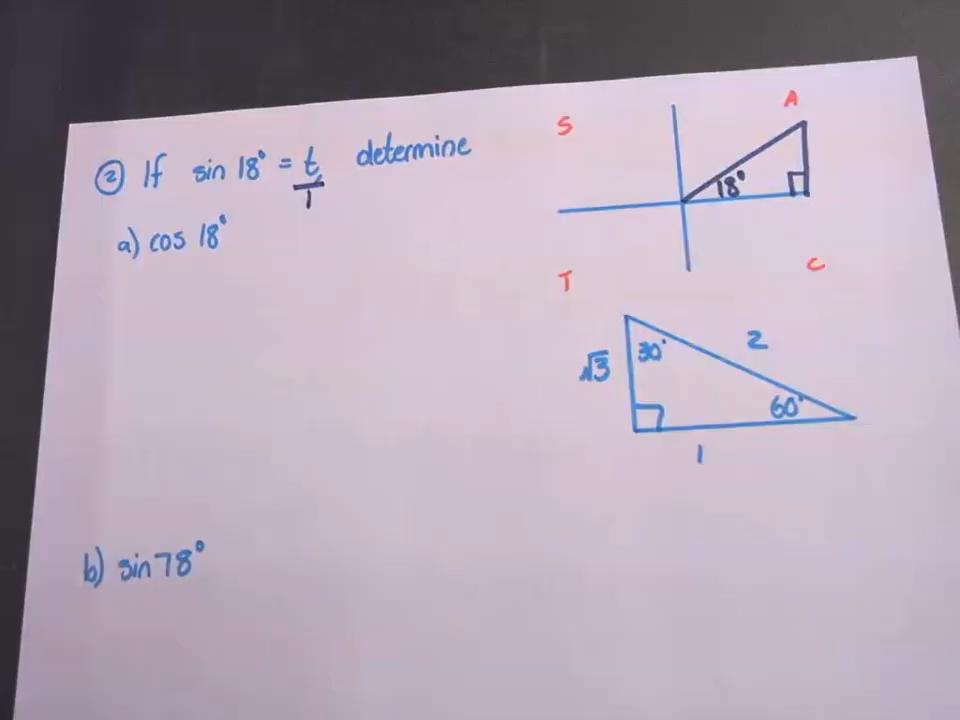 ② If sin 18° = t/1 determine
a) cos 18°
b) sin 78°
S
A
18°
T
C
√3
30°
2
60°
1